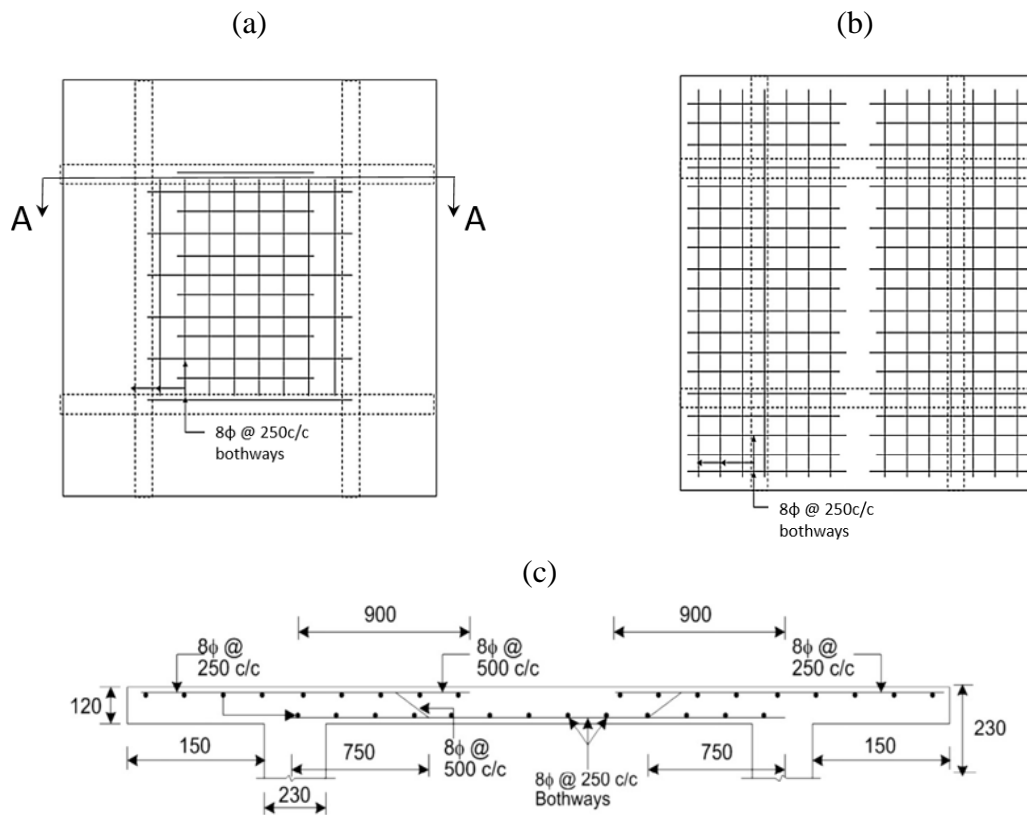 (a)
(b)
A
A
8ϕ @ 250c/c
bothways
8ϕ @ 250c/c
bothways
(c)
900
900
8ϕ @
250 c/c
8ϕ @
500 c/c
8ϕ @
250 c/c
120
230
150
750
8ϕ @
500 c/c
8ϕ @ 250 c/c
Bothways
750
150
230